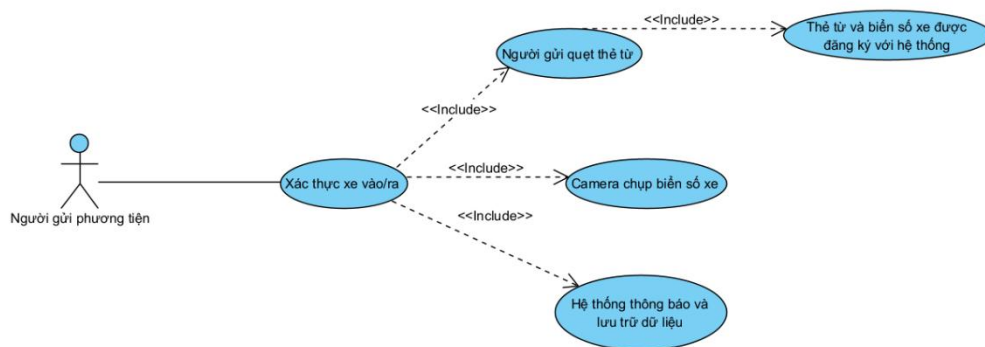 <<Include>>
Thẻ từ và biển số xe được
đăng ký với hệ thống
Người gửi quẹt thẻ từ
<<Include>>
<<Include>>
Xác thực xe vào/ra
Camera chụp biển số xe
<<Include>>
Người gửi phương tiện
Hệ thống thông báo và
lưu trữ dữ liệu